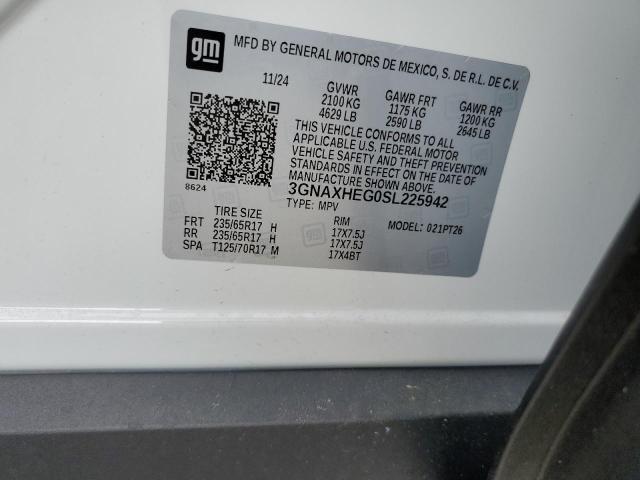 gm
MFD BY GENERAL MOTORS DE MEXICO, S. DE R.L. DE C.V.
11/24 GVWR GAWR FRT GAWR RR
2100 KG 1175 KG 1200 KG
4629 LB 2590 LB 2645 LB
THIS VEHICLE CONFORMS TO ALL
APPLICABLE U.S. FEDERAL MOTOR
VEHICLE SAFETY AND THEFT PREVENTION
STANDARDS IN EFFECT ON THE DATE OF
MANUFACTURE SHOWN ABOVE.
8624 3GNAXHEG0SL225942
TYPE: MPV
TIRE SIZE RIM MODEL: 021PT26
FRT 235/65R17 H 17X7.5J
RR 235/65R17 H 17X7.5J
SPA T125/70R17 M 17X4BT